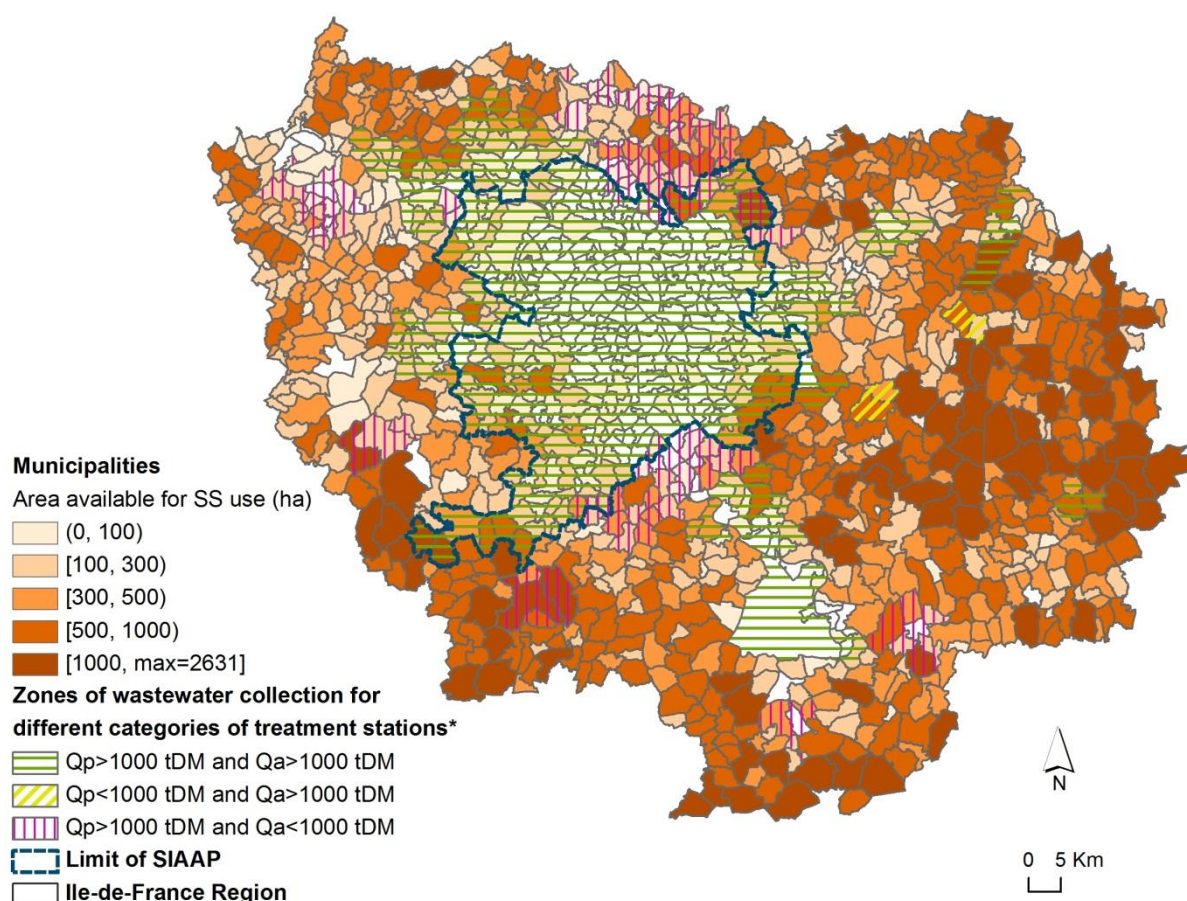 Municipalities
Area available for SS use (ha)
(0, 100)
[100, 300)
[300, 500)
[500, 1000)
[1000, max=2631]
Zones of wastewater collection for
different categories of treatment stations*
Qp>1000 tDM and Qa>1000 tDM
Qp<1000 tDM and Qa>1000 tDM
Qp>1000 tDM and Qa<1000 tDM
Limit of SIAAP
Ile-de-France Region
N
0 5 Km